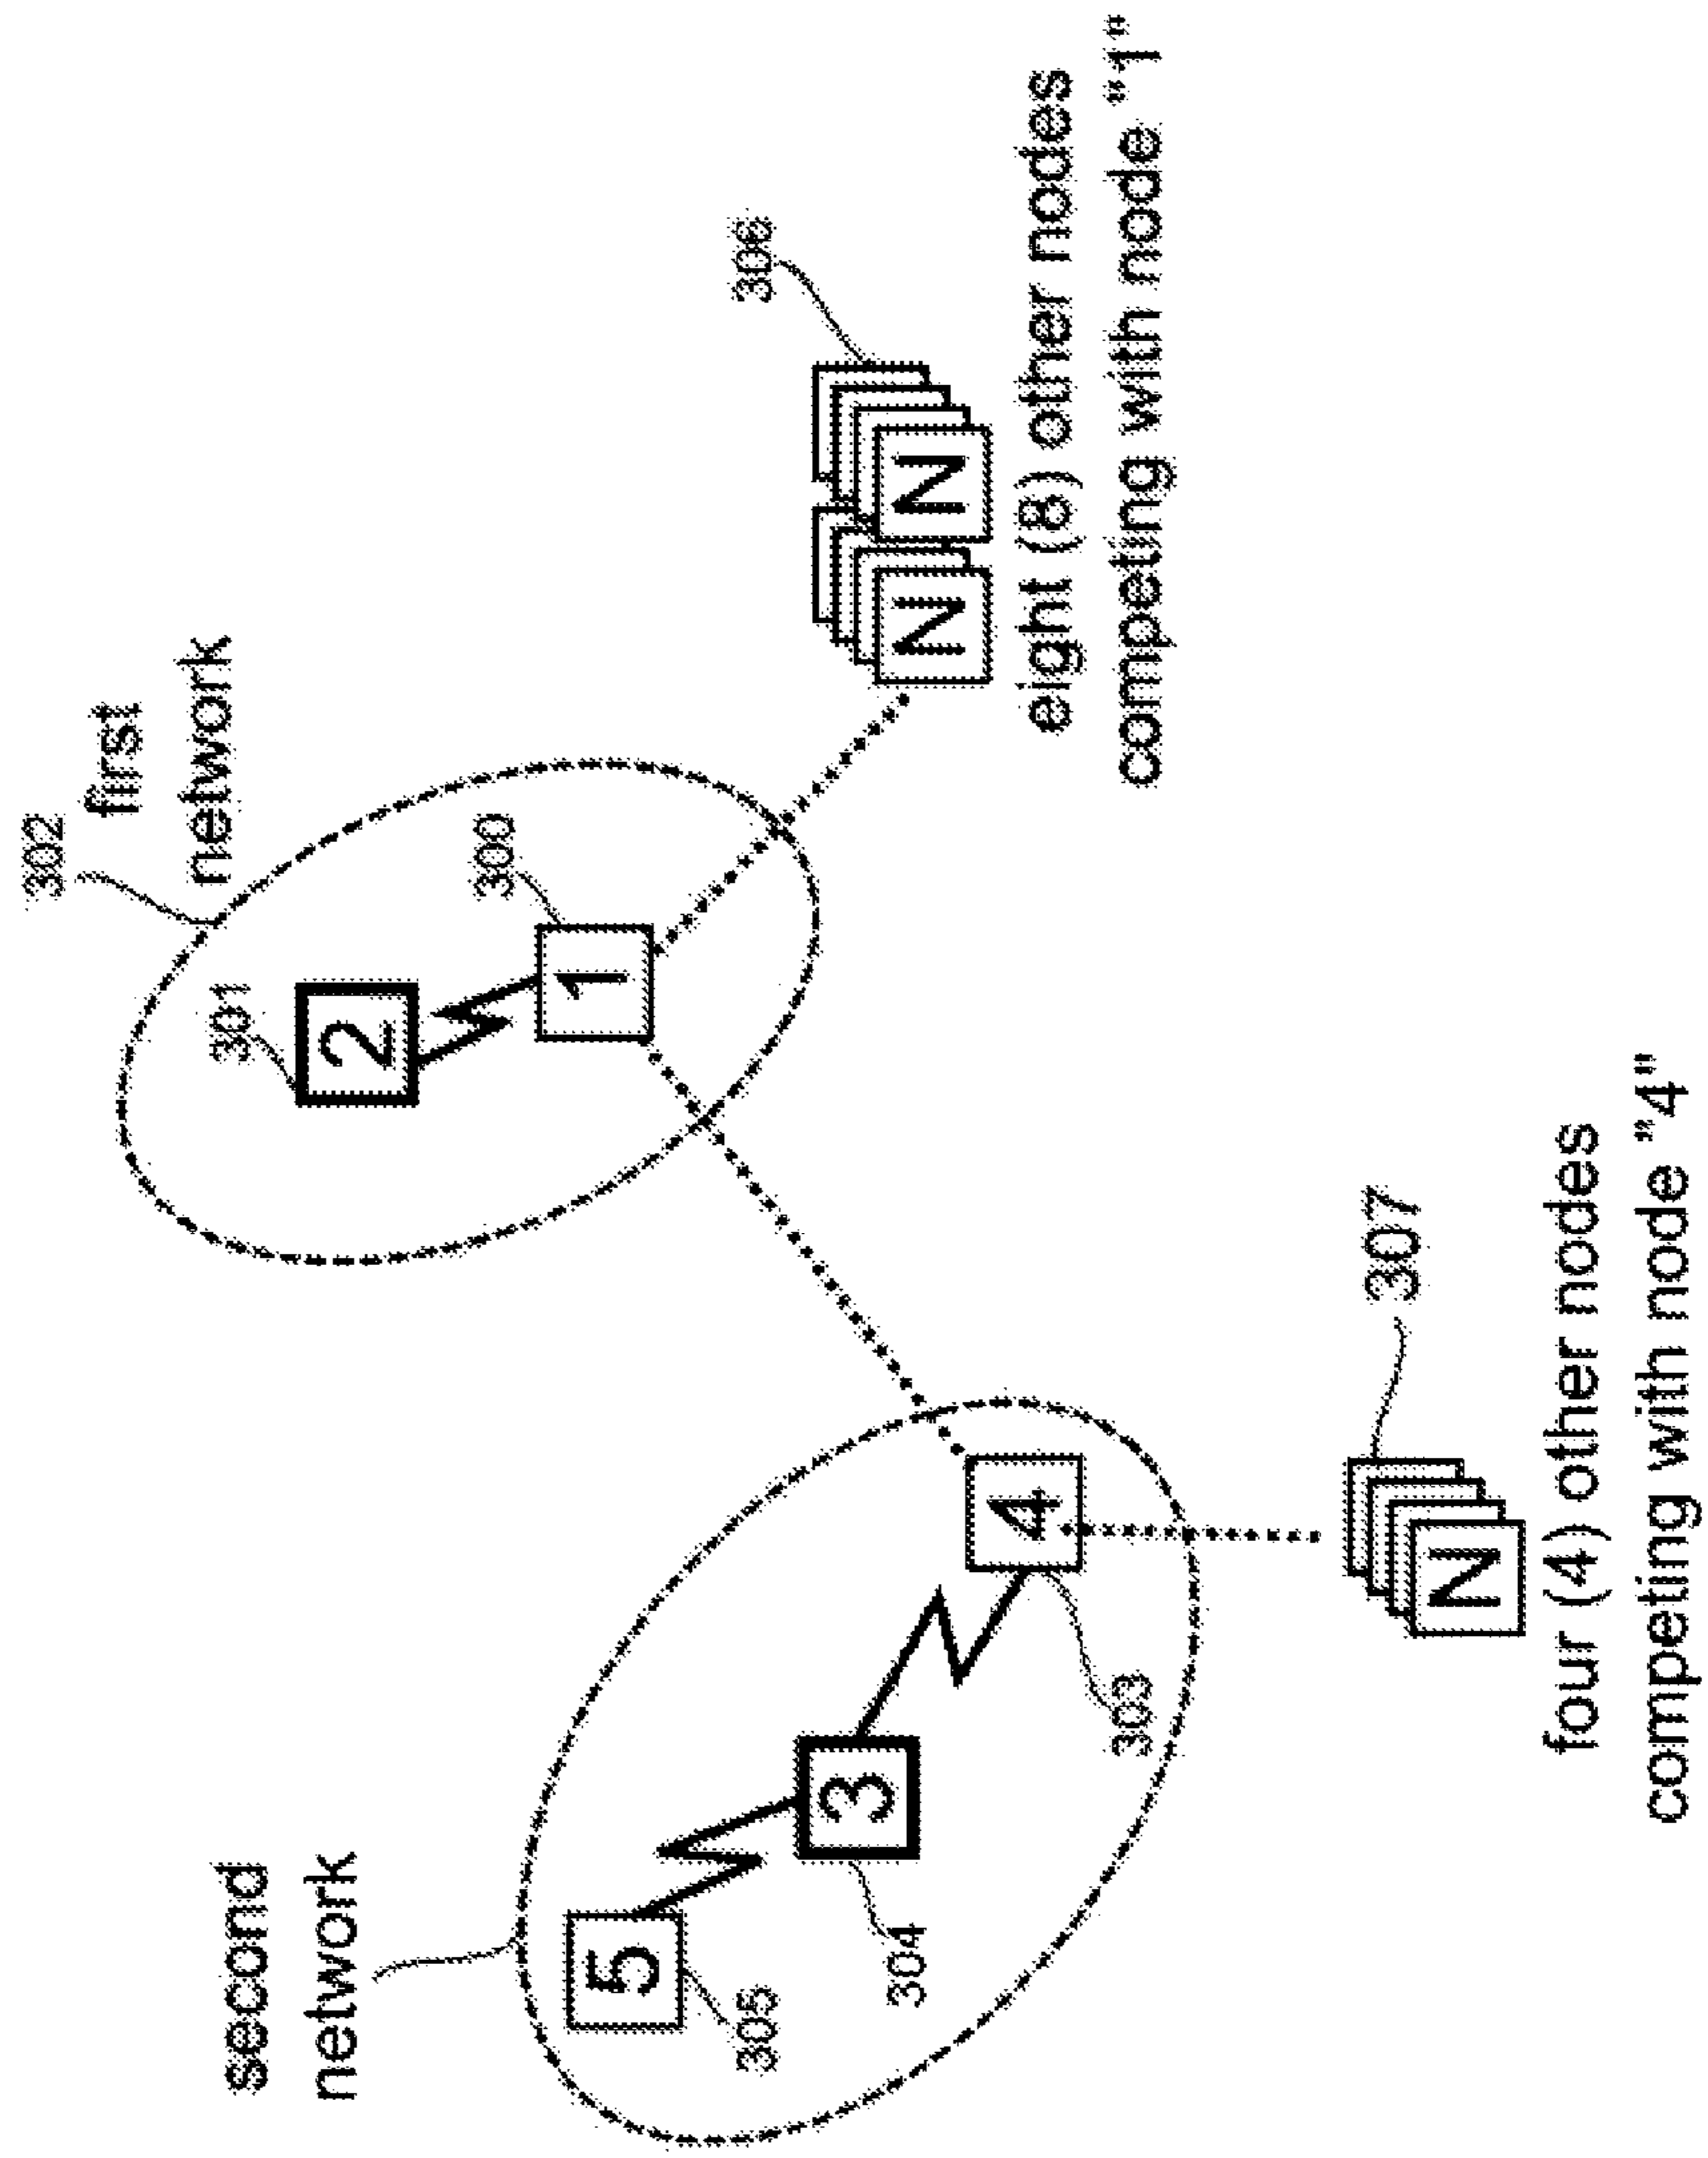 second
network
305
5
304
3
303
4
307
N
four (4) other nodes
competing with node "4"
302
first
network
301
2
300
1
306
N N
eight (8) other nodes
competing with node "1"